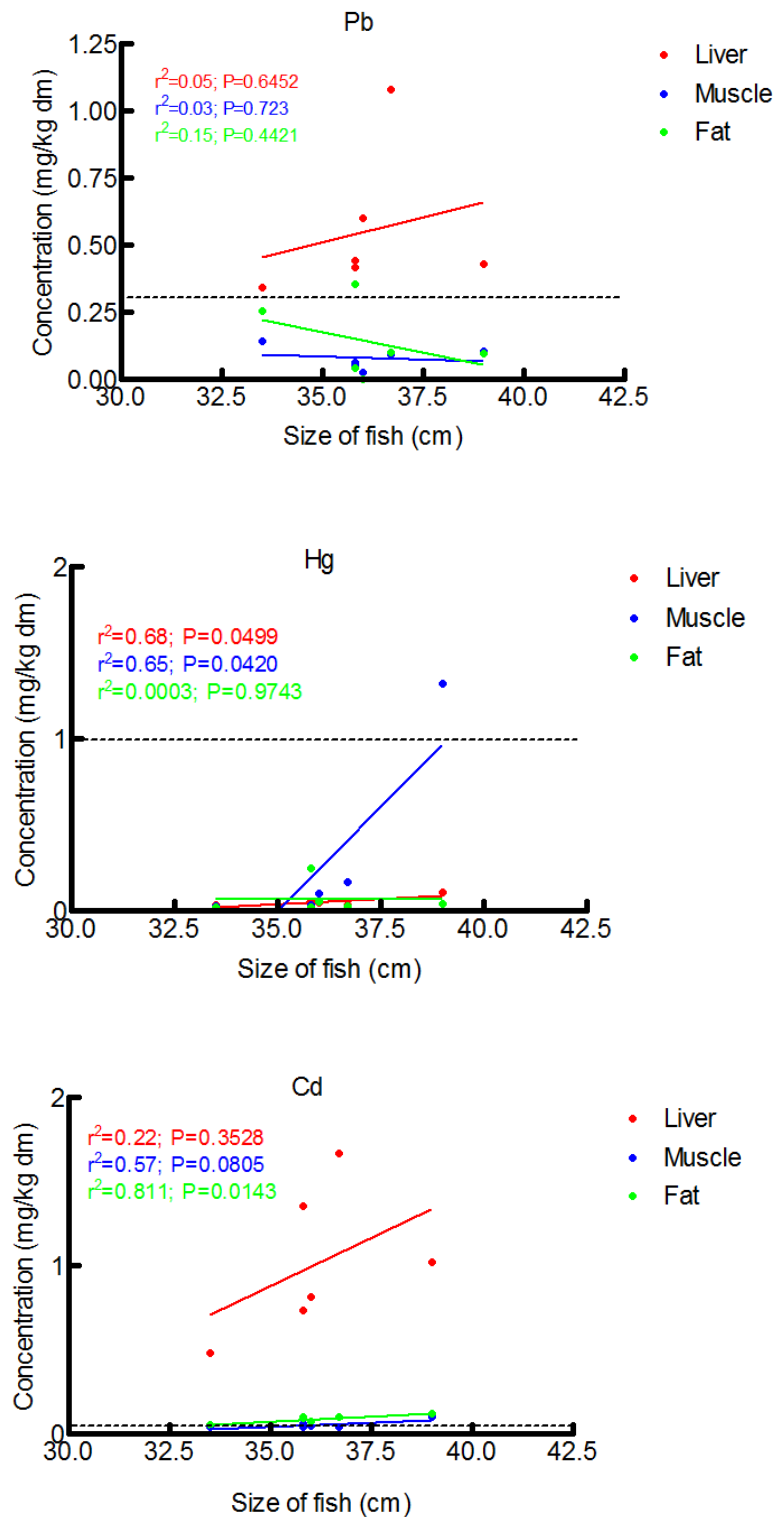 Pb
1.25
1.00
0.75
0.50
0.25
0.00
Concentration (mg/kg dm)
r²=0.05; P=0.6452
r²=0.03; P=0.723
r²=0.15; P=0.4421
Liver
Muscle
Fat
30.0 32.5 35.0 37.5 40.0 42.5
Size of fish (cm)
Hg
2
1
0
Concentration (mg/kg dm)
r²=0.68; P=0.0499
r²=0.65; P=0.0420
r²=0.0003; P=0.9743
Liver
Muscle
Fat
30.0 32.5 35.0 37.5 40.0 42.5
Size of fish (cm)
Cd
2
1
0
Concentration (mg/kg dm)
r²=0.22; P=0.3528
r²=0.57; P=0.0805
r²=0.811; P=0.0143
Liver
Muscle
Fat
30.0 32.5 35.0 37.5 40.0 42.5
Size of fish (cm)